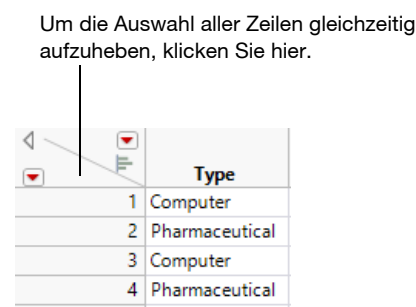 Um die Auswahl aller Zeilen gleichzeitig
aufzuheben, klicken Sie hier.
Type
1 Computer
2 Pharmaceutical
3 Computer
4 Pharmaceutical